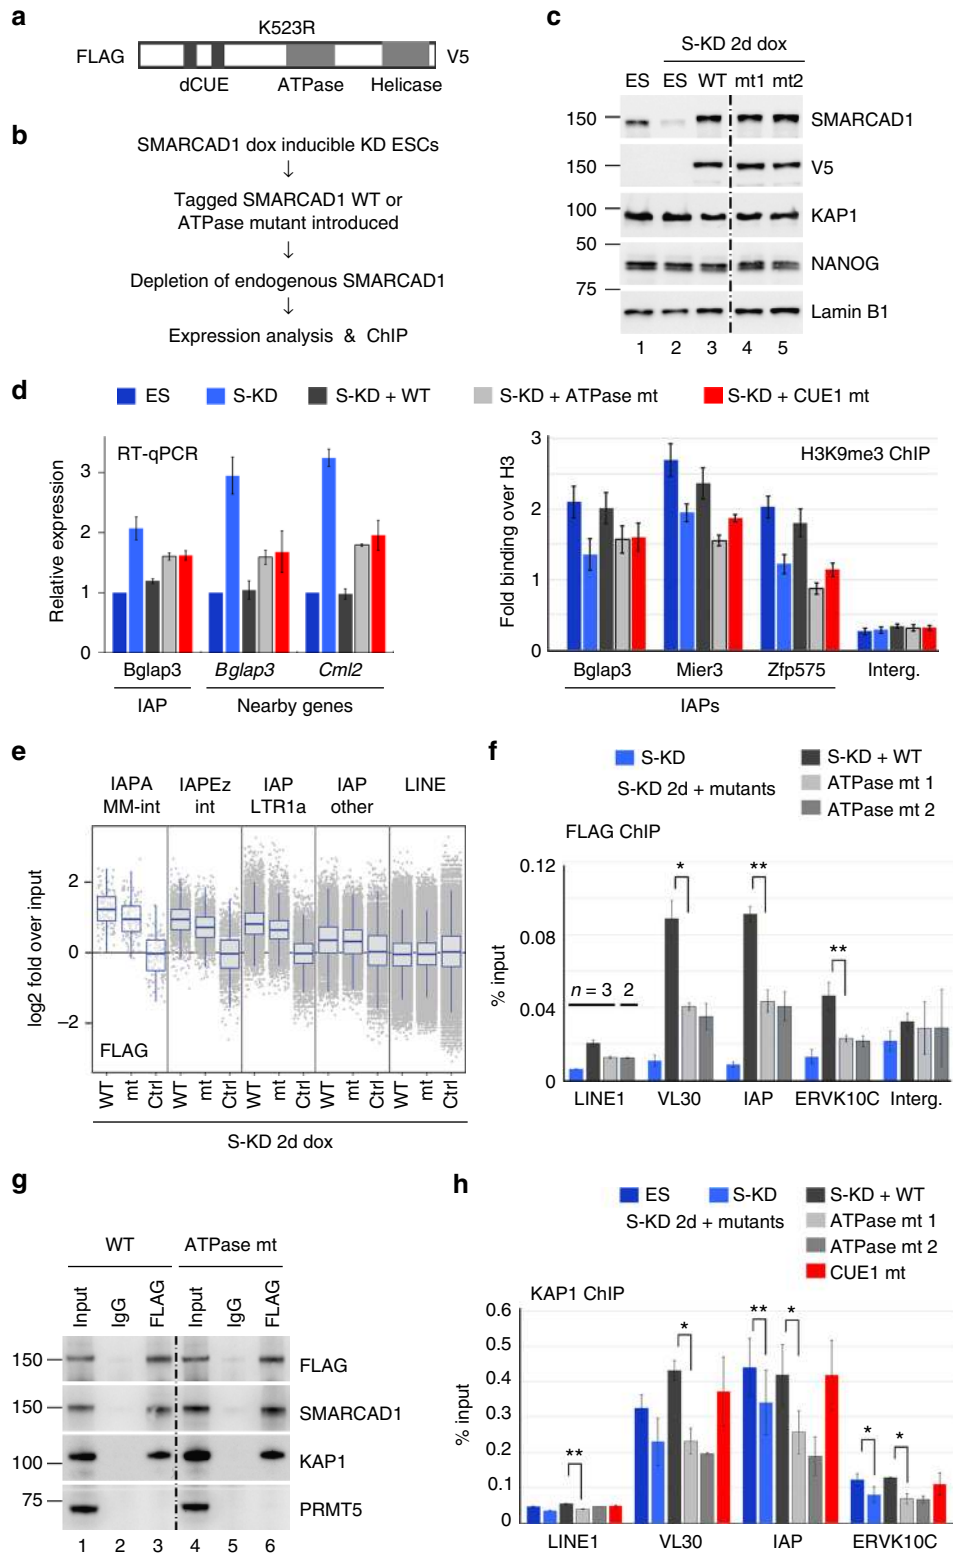 a
K523R
FLAG
V5
dCUE
ATPase
Helicase
b
SMARCAD1 dox inducible KD ESCs
↓
Tagged SMARCAD1 WT or
ATPase mutant introduced
↓
Depletion of endogenous SMARCAD1
↓
Expression analysis & ChIP
c
S-KD 2d dox
ES ES WT mt1 mt2
150 SMARCAD1
150 V5
100 KAP1
50 NANOG
75
Lamin B1
1 2 3 4 5
d
ES S-KD S-KD + WT S-KD + ATPase mt S-KD + CUE1 mt
RT-qPCR
Relative expression
3
2
1
0
Bglap3 Bglap3 Cml2
IAP Nearby genes
H3K9me3 ChIP
Fold binding over H3
3
2
1
0
Bglap3 Mier3 Zfp575 Interg.
IAPs
e
IAPA MM-int
IAPEz int
IAP LTR1a
IAP other
LINE
log2 fold over input
2
0
−2
FLAG
WT mt Ctrl WT mt Ctrl WT mt Ctrl WT mt Ctrl WT mt Ctrl
S-KD 2d dox
f
S-KD S-KD + WT
S-KD 2d + mutants ATPase mt 1
ATPase mt 2
FLAG ChIP
% input
0.12
0.08
0.04
0
n = 3 2
* ** **
LINE1 VL30 IAP ERVK10C Interg.
g
WT ATPase mt
Input IgG FLAG Input IgG FLAG
150 FLAG
150 SMARCAD1
100 KAP1
75 PRMT5
1 2 3 4 5 6
h
ES S-KD S-KD + WT
S-KD 2d + mutants ATPase mt 1
ATPase mt 2
CUE1 mt
KAP1 ChIP
% input
0.6
0.5
0.4
0.3
0.2
0.1
0
** * ** * * *
LINE1 VL30 IAP ERVK10C